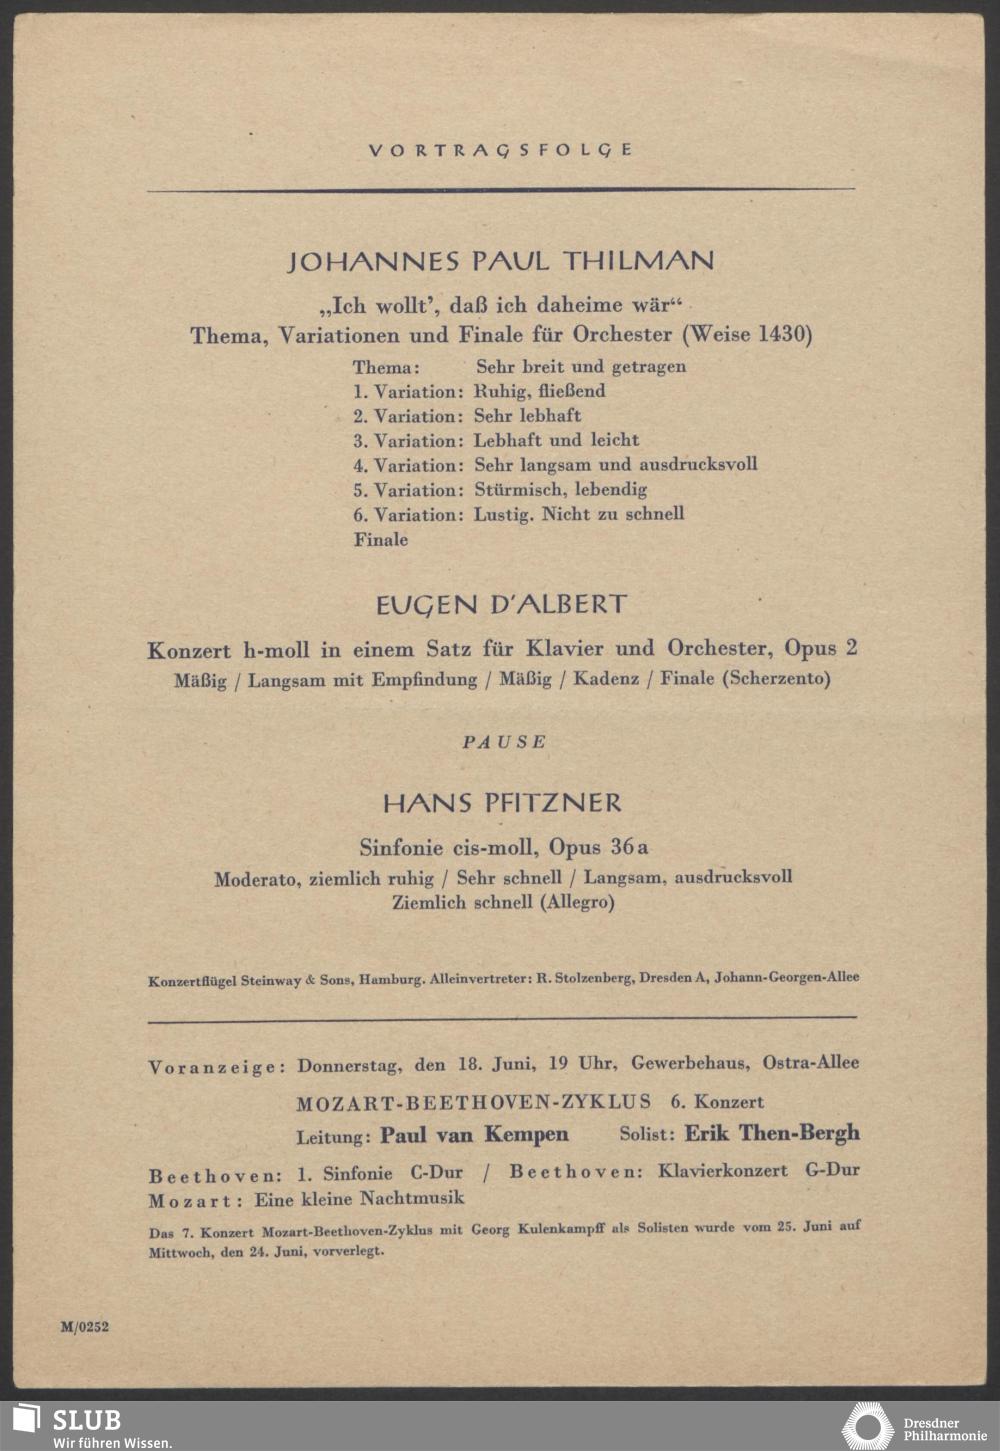 VORTRAGSFOLGE
JOHANNES PAUL THILMAN
„Ich wollt’, daß ich daheime wär“
Thema, Variationen und Finale für Orchester (Weise 1430)
Thema: Sehr breit und getragen
1. Variation: Ruhig, fließend
2. Variation: Sehr lebhaft
3. Variation: Lebhaft und leicht
4. Variation: Sehr langsam und ausdrucksvoll
5. Variation: Stürmisch, lebendig
6. Variation: Lustig. Nicht zu schnell
Finale
EUGEN D'ALBERT
Konzert h-moll in einem Satz für Klavier und Orchester, Opus 2
Mäßig / Langsam mit Empfindung / Mäßig / Kadenz / Finale (Scherzento)
PAUSE
HANS PFITZNER
Sinfonie cis-moll, Opus 36a
Moderato, ziemlich ruhig / Sehr schnell / Langsam, ausdrucksvoll
Ziemlich schnell (Allegro)
Konzertflügel Steinway & Sons, Hamburg. Alleinvertreter: R. Stolzenberg, Dresden A, Johann-Georgen-Allee
Voranzeige: Donnerstag, den 18. Juni, 19 Uhr, Gewerbehaus, Ostra-Allee
MOZART-BEETHOVEN-ZYKLUS 6. Konzert
Leitung: Paul van Kempen Solist: Erik Then-Bergh
Beethoven: 1. Sinfonie C-Dur / Beethoven: Klavierkonzert G-Dur
Mozart: Eine kleine Nachtmusik
Das 7. Konzert Mozart-Beethoven-Zyklus mit Georg Kulenkampff als Solisten wurde vom 25. Juni auf
Mittwoch, den 24. Juni, vorverlegt.
M/0252
SLUB
Wir führen Wissen.
Dresdner
Philharmonie